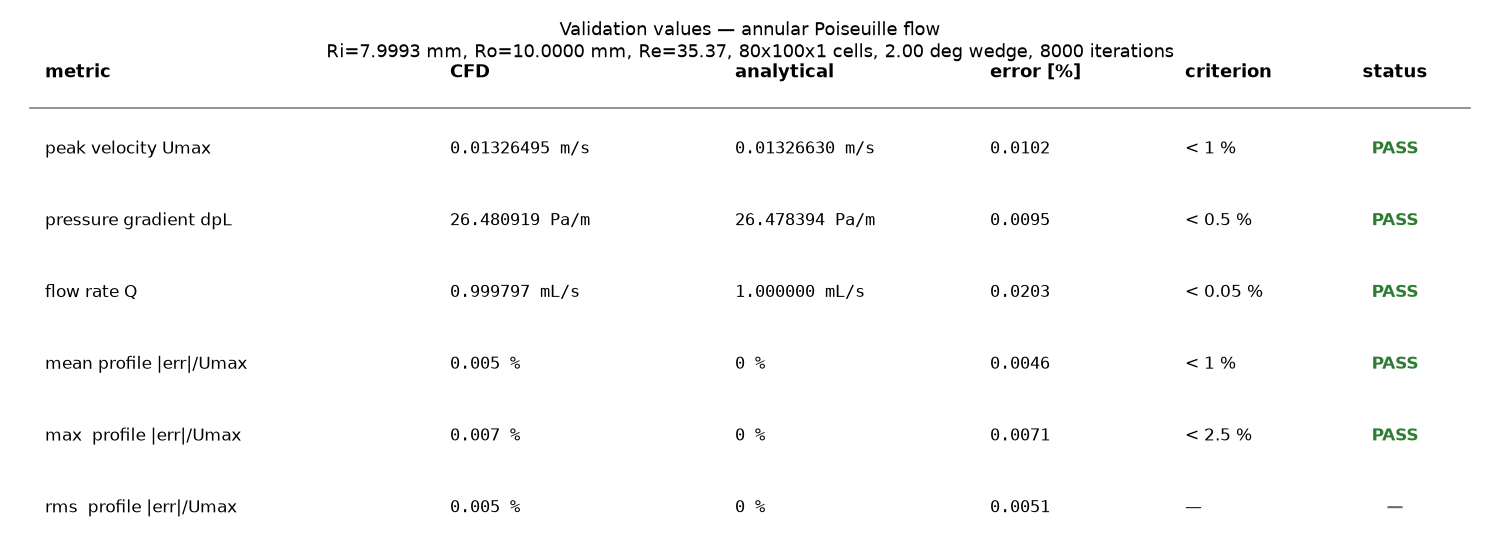 Validation values — annular Poiseuille flow
Ri=7.9993 mm, Ro=10.0000 mm, Re=35.37, 80x100x1 cells, 2.00 deg wedge, 8000 iterations
metric CFD analytical error [%] criterion status
peak velocity Umax 0.01326495 m/s 0.01326630 m/s 0.0102 < 1 % PASS
pressure gradient dpL 26.480919 Pa/m 26.478394 Pa/m 0.0095 < 0.5 % PASS
flow rate Q 0.999797 mL/s 1.000000 mL/s 0.0203 < 0.05 % PASS
mean profile |err|/Umax 0.005 % 0 % 0.0046 < 1 % PASS
max  profile |err|/Umax 0.007 % 0 % 0.0071 < 2.5 % PASS
rms  profile |err|/Umax 0.005 % 0 % 0.0051 — —